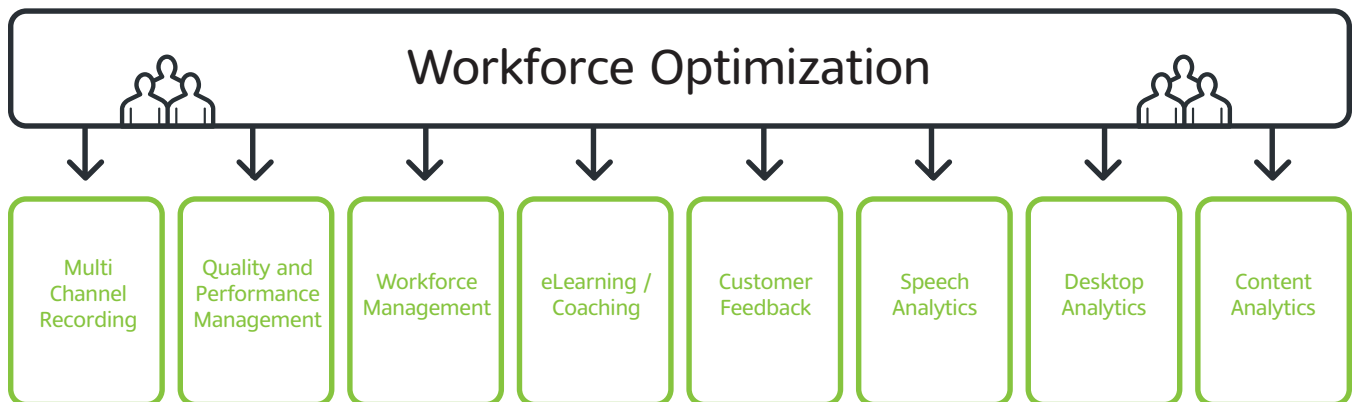 Workforce Optimization
Multi
Channel
Recording
Quality and
Performance
Management
Workforce
Management
eLearning /
Coaching
Customer
Feedback
Speech
Analytics
Desktop
Analytics
Content
Analytics